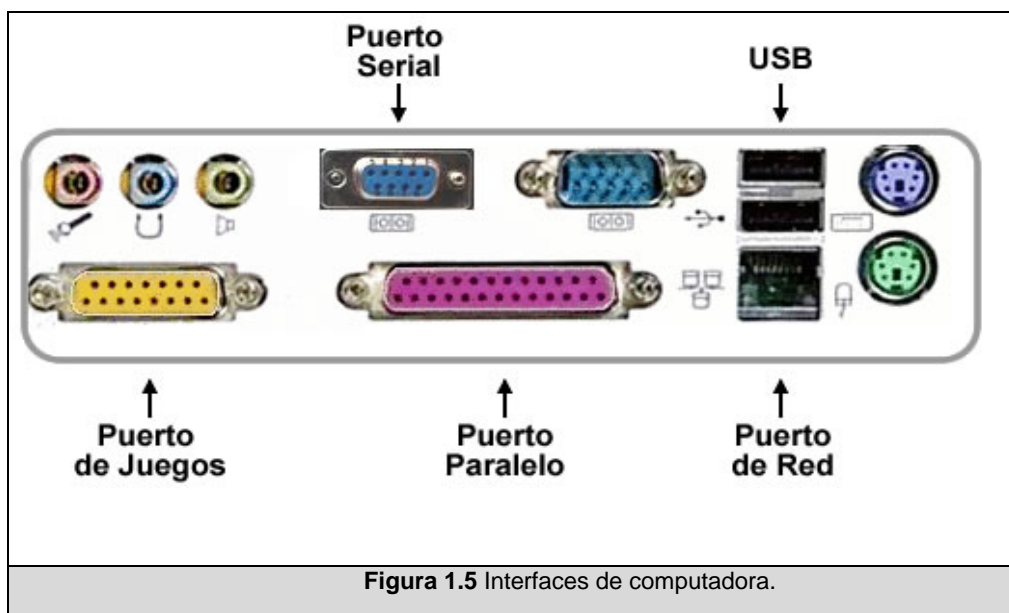 Puerto
Serial
USB
Puerto
de Juegos
Puerto
Paralelo
Puerto
de Red
Figura 1.5 Interfaces de computadora.